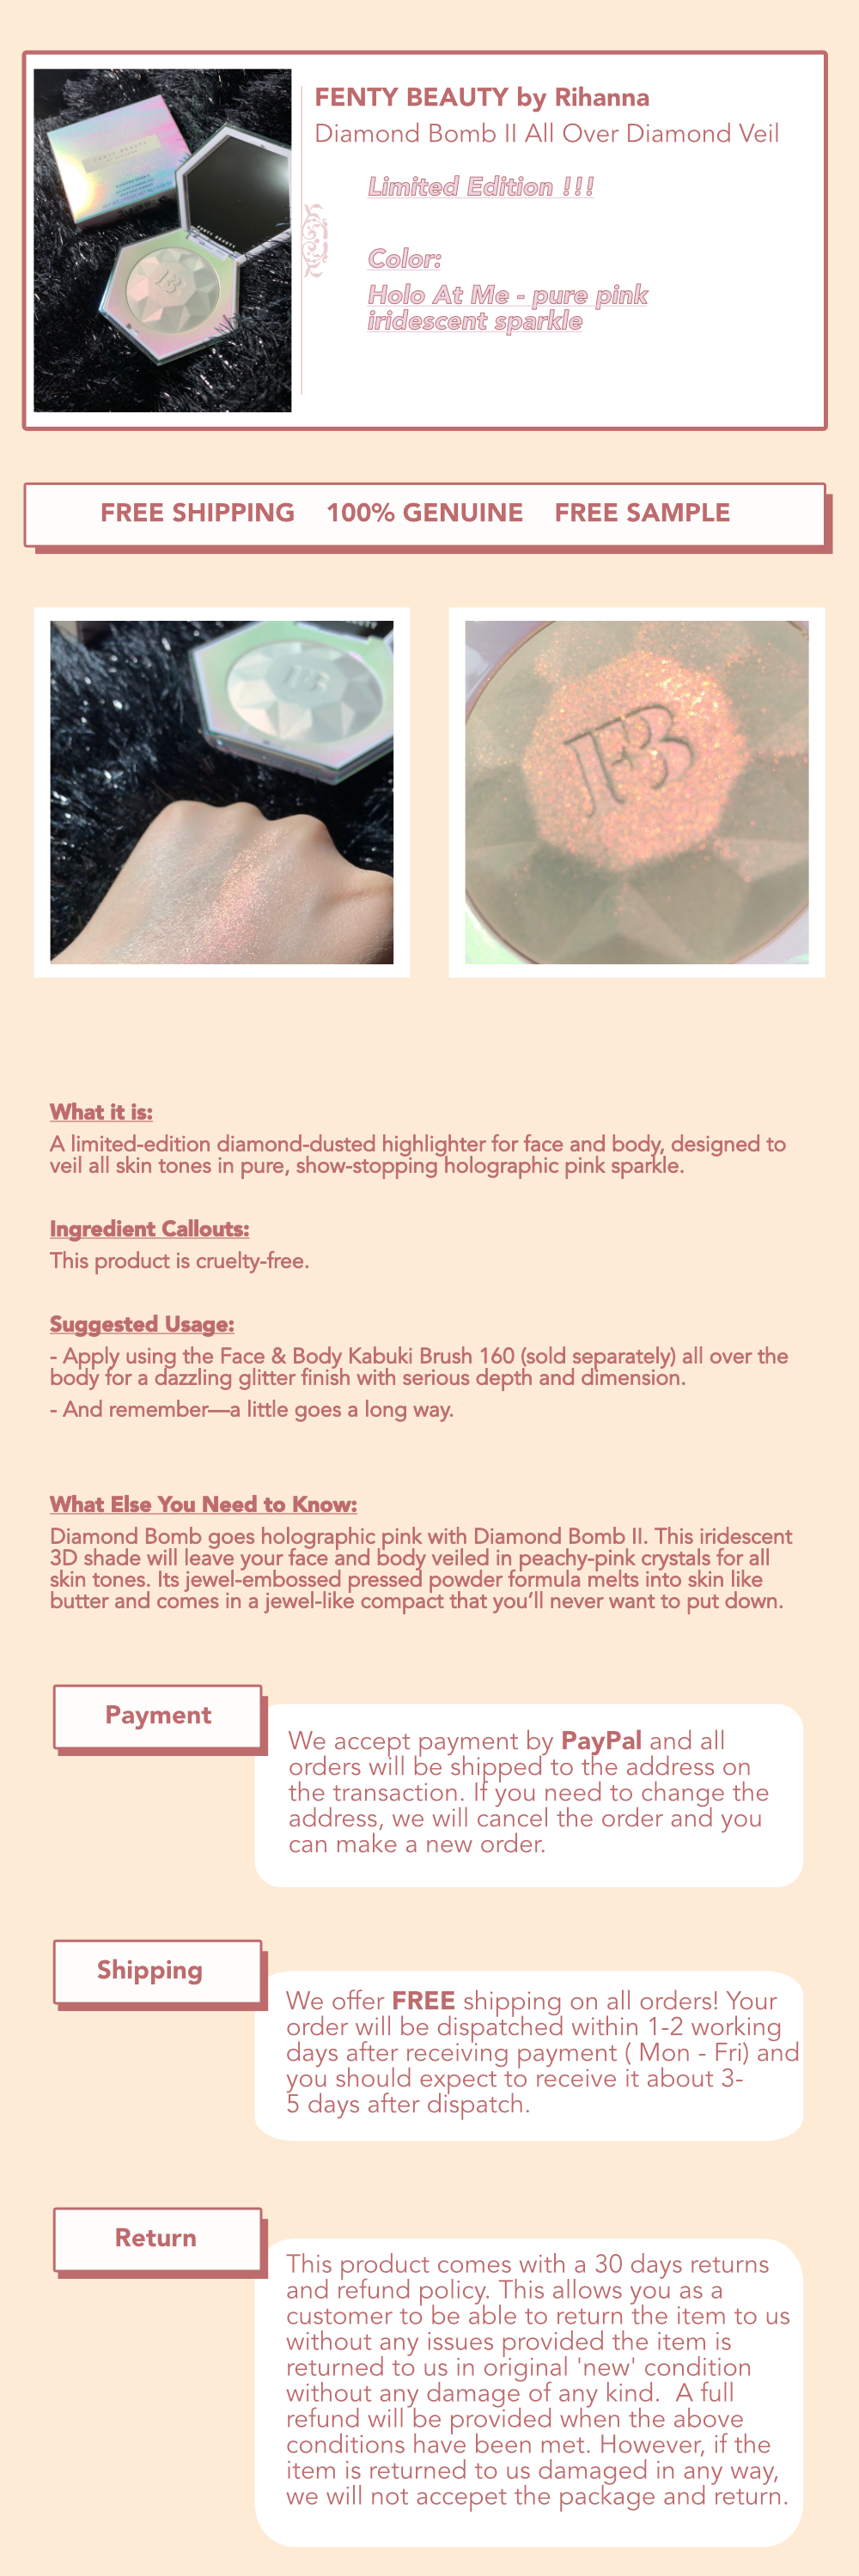 FENTY BEAUTY by Rihanna
Diamond Bomb II All Over Diamond Veil
Limited Edition !!!
Color:
Holo At Me - pure pink
iridescent sparkle
FENTY BEAUTY
FENTY BEAUTY
FREE SHIPPING 100% GENUINE FREE SAMPLE
FB
What it is:
A limited-edition diamond-dusted highlighter for face and body, designed to
veil all skin tones in pure, show-stopping holographic pink sparkle.
Ingredient Callouts:
This product is cruelty-free.
Suggested Usage:
- Apply using the Face & Body Kabuki Brush 160 (sold separately) all over the
body for a dazzling glitter finish with serious depth and dimension.
- And remember—a little goes a long way.
What Else You Need to Know:
Diamond Bomb goes holographic pink with Diamond Bomb II. This iridescent
3D shade will leave your face and body veiled in peachy-pink crystals for all
skin tones. Its jewel-embossed pressed powder formula melts into skin like
butter and comes in a jewel-like compact that you’ll never want to put down.
Payment
We accept payment by PayPal and all
orders will be shipped to the address on
the transaction. If you need to change the
address, we will cancel the order and you
can make a new order.
Shipping
We offer FREE shipping on all orders! Your
order will be dispatched within 1-2 working
days after receiving payment ( Mon - Fri) and
you should expect to receive it about 3-
5 days after dispatch.
Return
This product comes with a 30 days returns
and refund policy. This allows you as a
customer to be able to return the item to us
without any issues provided the item is
returned to us in original 'new' condition
without any damage of any kind.  A full
refund will be provided when the above
conditions have been met. However, if the
item is returned to us damaged in any way,
we will not accepet the package and return.